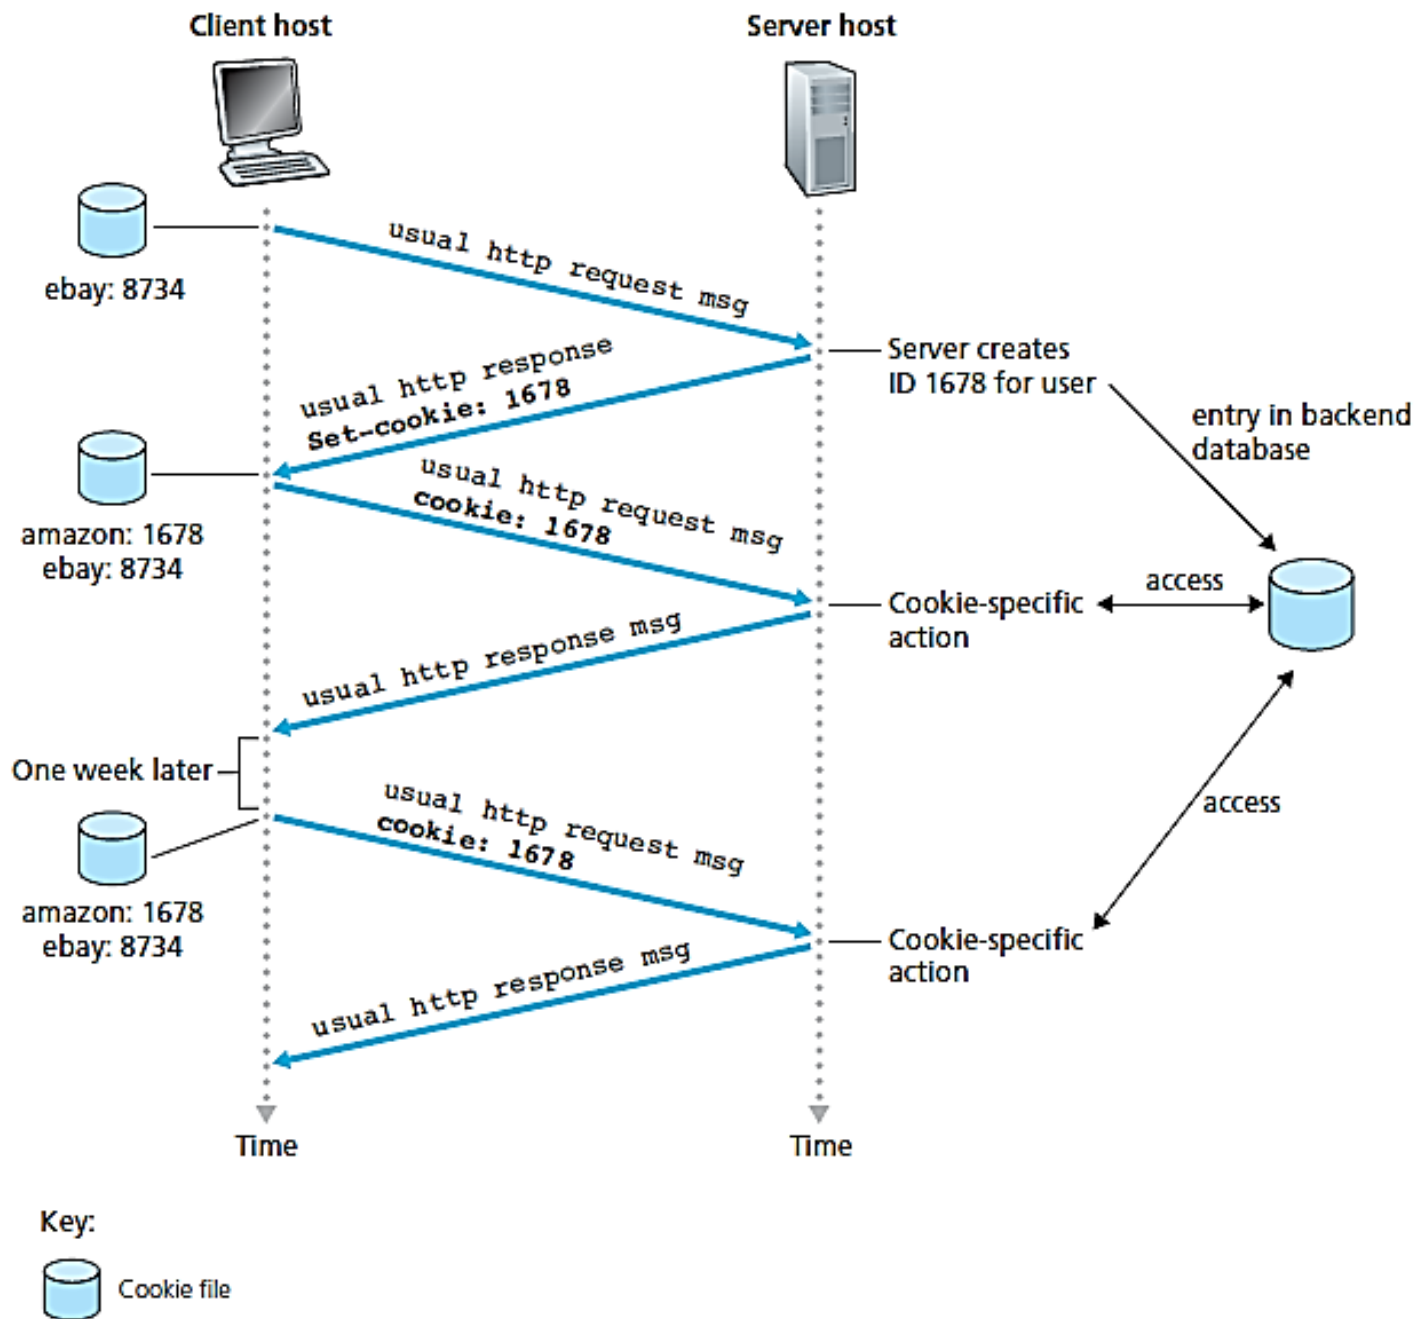 Client host
Server host
usual http request msg
ebay: 8734
Server creates
ID 1678 for user
usual http response
Set-cookie: 1678
entry in backend
database
usual http request msg
cookie: 1678
amazon: 1678
ebay: 8734
access
Cookie-specific
action
usual http response msg
One week later
usual http request msg
cookie: 1678
access
amazon: 1678
ebay: 8734
Cookie-specific
action
usual http response msg
Time
Time
Key:
Cookie file